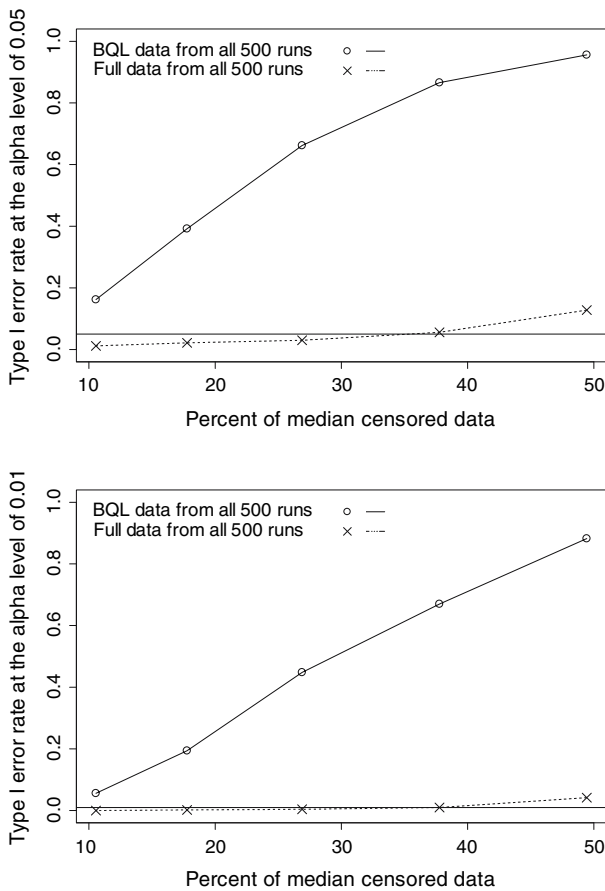 Type I error rate at the alpha level of 0.05
1.0
0.8
0.6
0.4
0.2
0.0
BQL data from all 500 runs
Full data from all 500 runs
10 20 30 40 50
Percent of median censored data
Type I error rate at the alpha level of 0.01
1.0
0.8
0.6
0.4
0.2
0.0
BQL data from all 500 runs
Full data from all 500 runs
10 20 30 40 50
Percent of median censored data